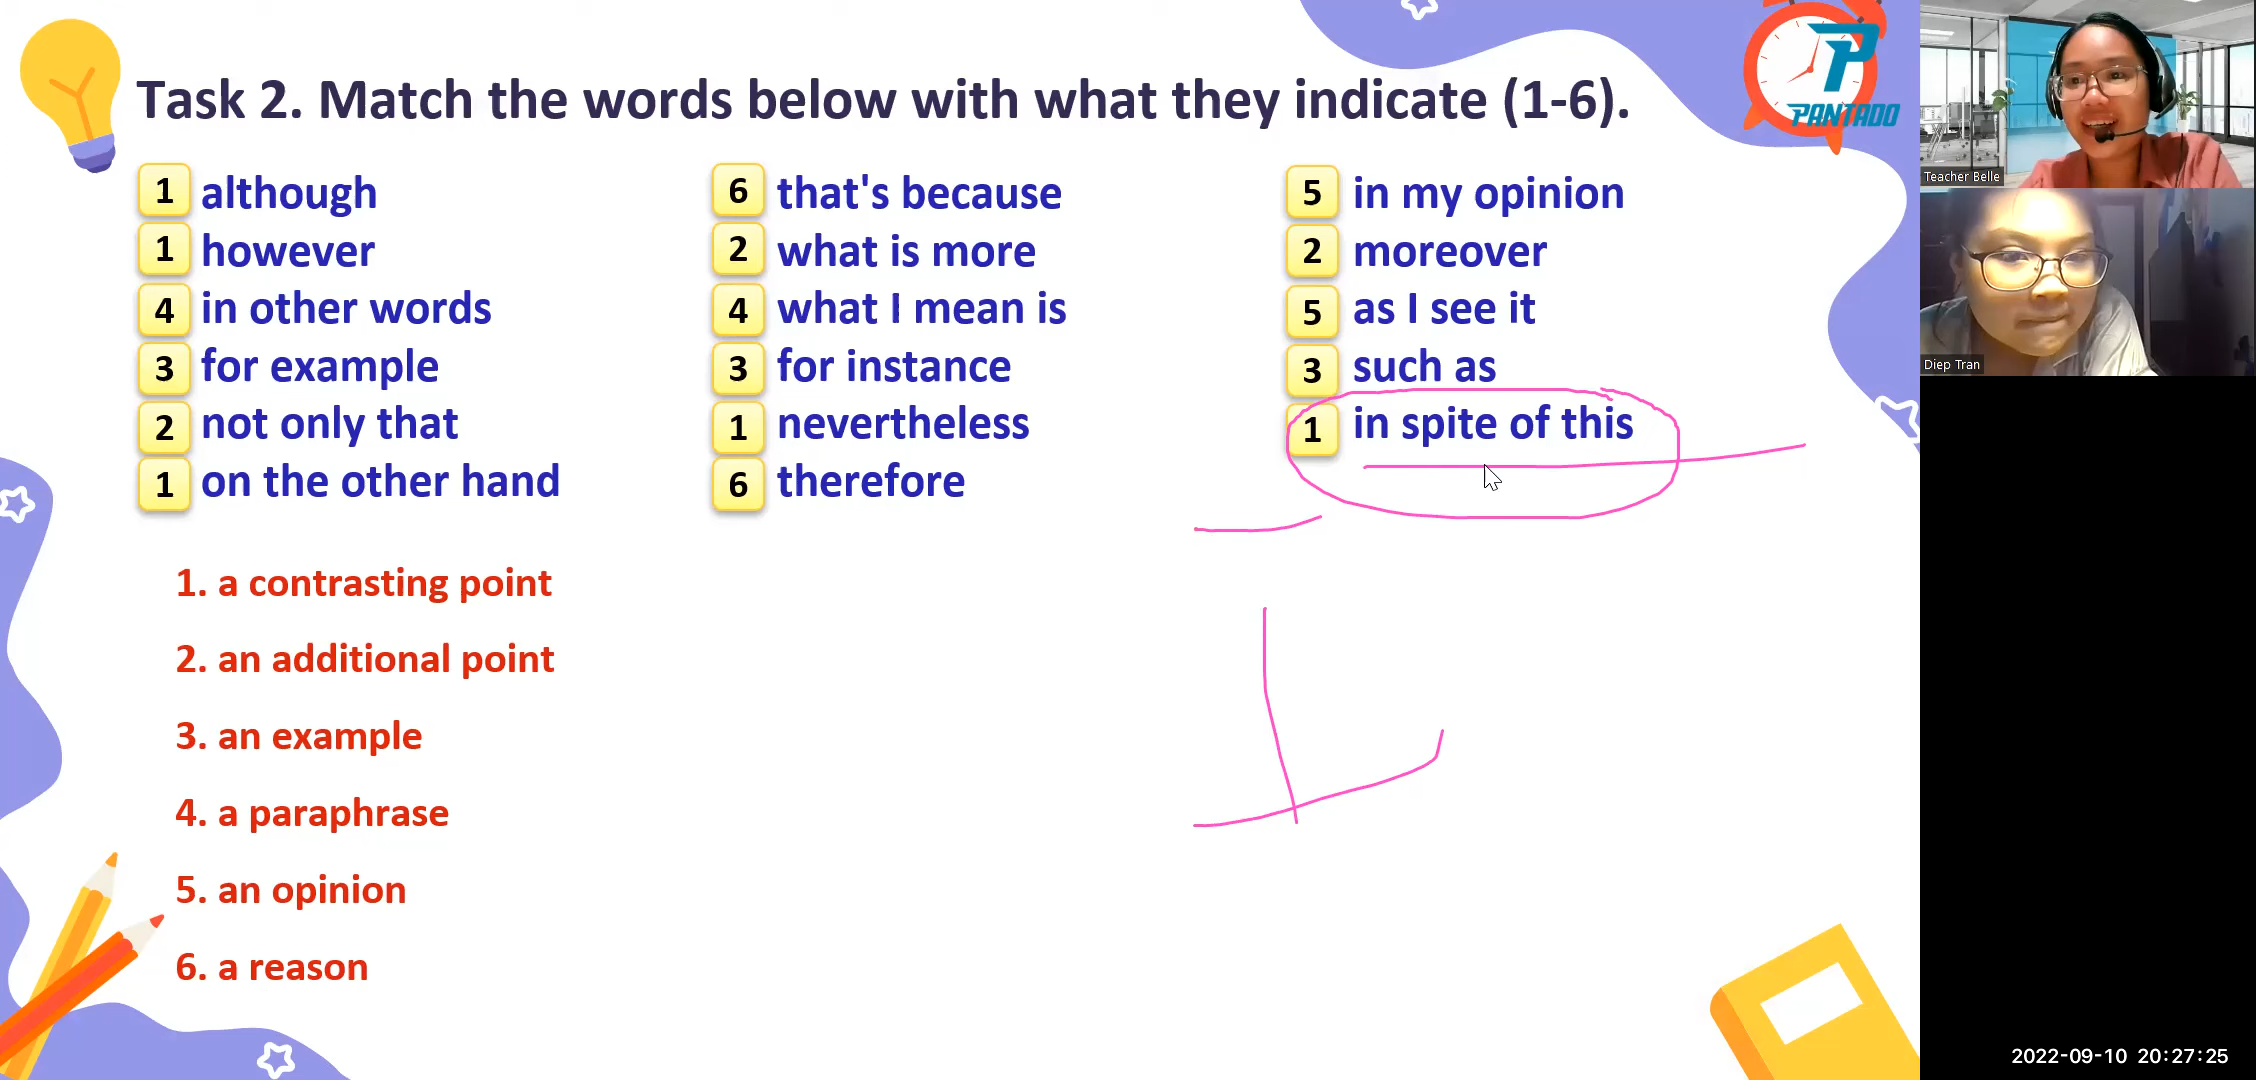 Task 2. Match the words below with what they indicate (1-6).
PANTADO
1 although
1 however
4 in other words
3 for example
2 not only that
1 on the other hand
6 that's because
2 what is more
4 what I mean is
3 for instance
1 nevertheless
6 therefore
5 in my opinion
2 moreover
5 as I see it
3 such as
1 in spite of this
1. a contrasting point
2. an additional point
3. an example
4. a paraphrase
5. an opinion
6. a reason
Teacher Belle
Diep Tran
2022-09-10 20:27:25